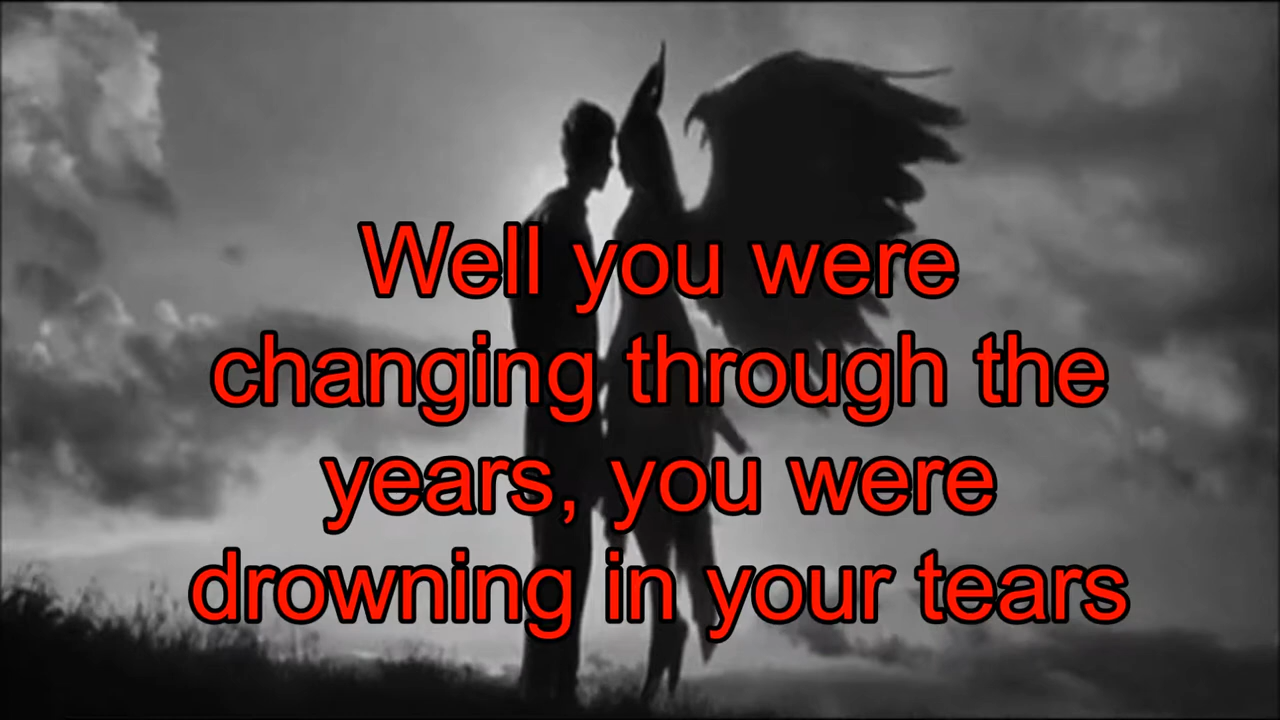 Well you were
changing through the
years, you were
drowning in your tears